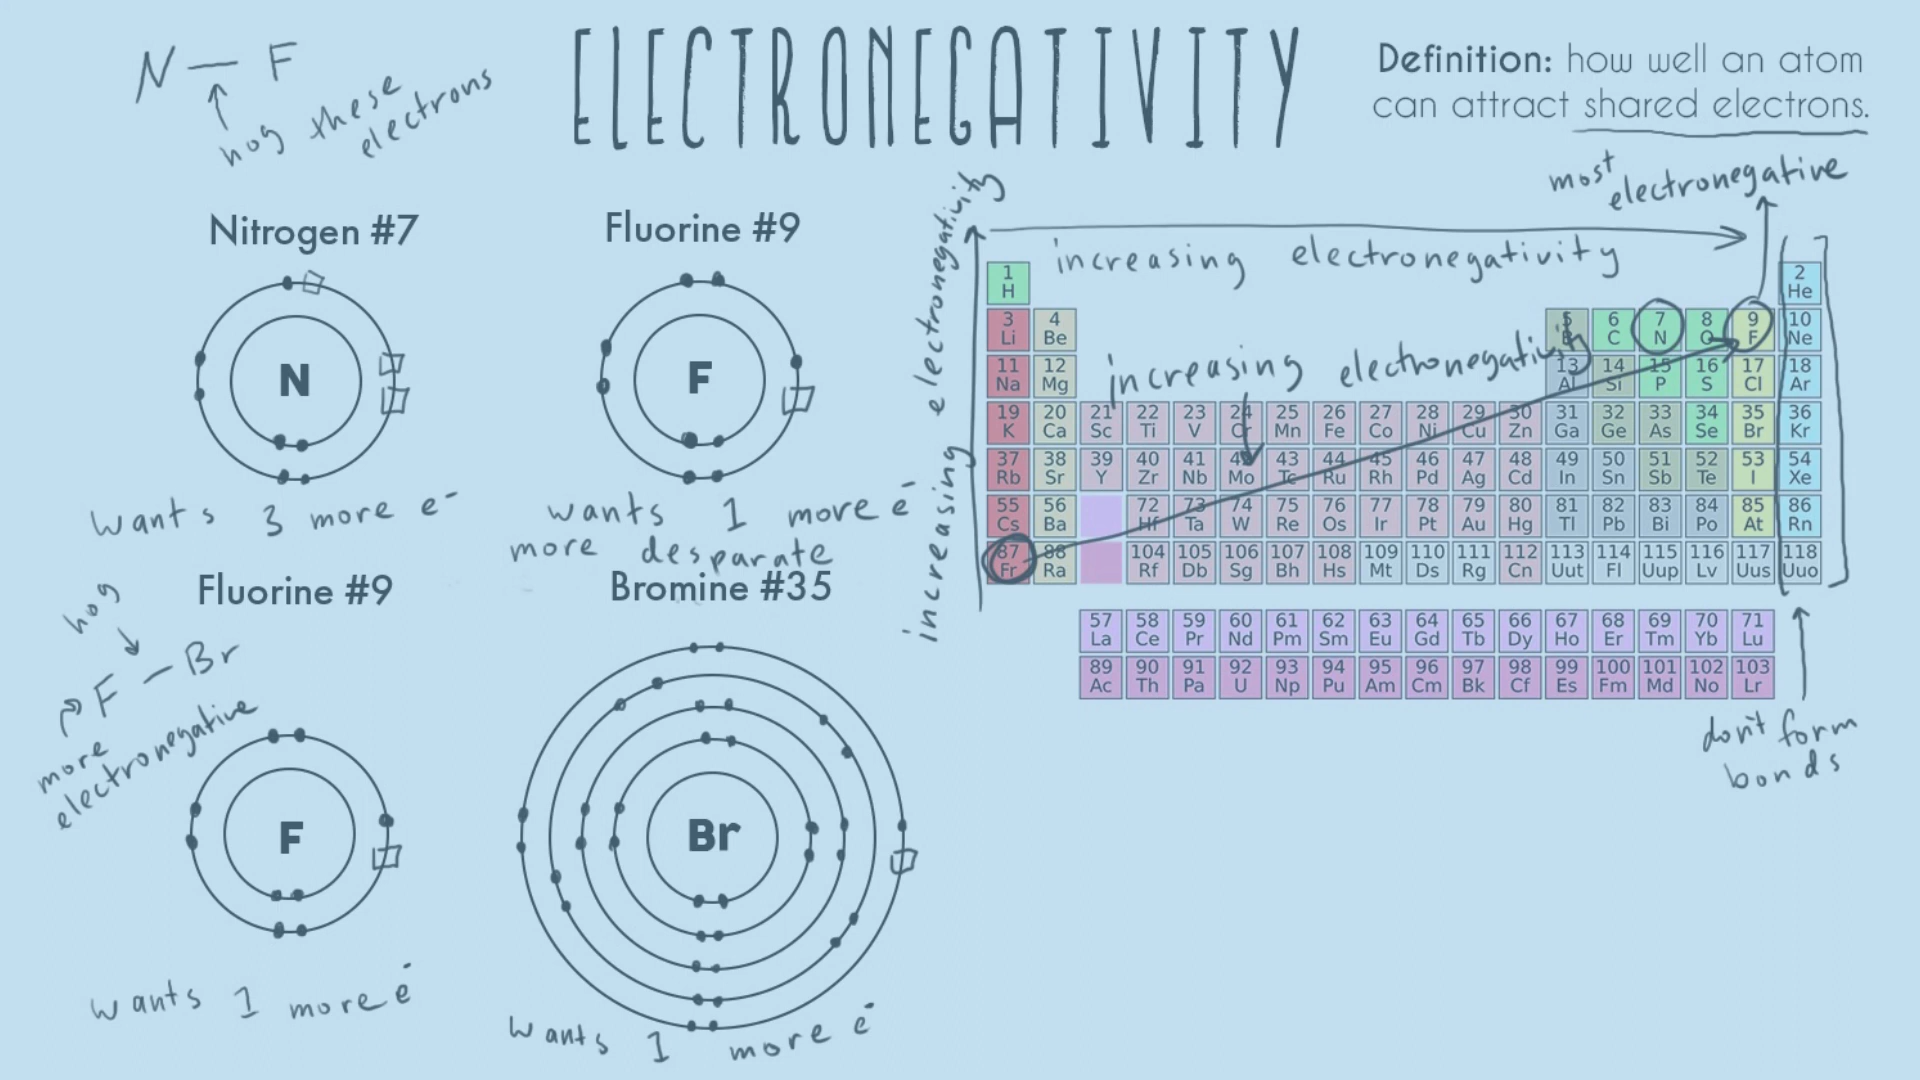 N — F
hog these
electrons
ELECTRONEGATIVITY
Definition: how well an atom
can attract shared electrons.
most
electronegative
Nitrogen #7
N
wants 3 more e-
Fluorine #9
F
wants 1 more e-
more desparate
hog
F — Br
more
electronegative
Fluorine #9
F
wants 1 more e-
Bromine #35
Br
wants 1 more e-
increasing electronegativity
increasing electronegativity
increasing electronegativity
1 2
H He
3 4 5 6 7 8 9 10
Li Be B C N O F Ne
11 12 13 14 15 16 17 18
Na Mg Al Si P S Cl Ar
19 20 21 22 23 24 25 26 27 28 29 30 31 32 33 34 35 36
K Ca Sc Ti V Cr Mn Fe Co Ni Cu Zn Ga Ge As Se Br Kr
37 38 39 40 41 42 43 44 45 46 47 48 49 50 51 52 53 54
Rb Sr Y Zr Nb Mo Tc Ru Rh Pd Ag Cd In Sn Sb Te I Xe
55 56 72 73 74 75 76 77 78 79 80 81 82 83 84 85 86
Cs Ba Hf Ta W Re Os Ir Pt Au Hg Tl Pb Bi Po At Rn
87 88 104 105 106 107 108 109 110 111 112 113 114 115 116 117 118
Fr Ra Rf Db Sg Bh Hs Mt Ds Rg Cn Uut Fl Uup Lv Uus Uuo
57 58 59 60 61 62 63 64 65 66 67 68 69 70 71
La Ce Pr Nd Pm Sm Eu Gd Tb Dy Ho Er Tm Yb Lu
89 90 91 92 93 94 95 96 97 98 99 100 101 102 103
Ac Th Pa U Np Pu Am Cm Bk Cf Es Fm Md No Lr
don't form
bonds